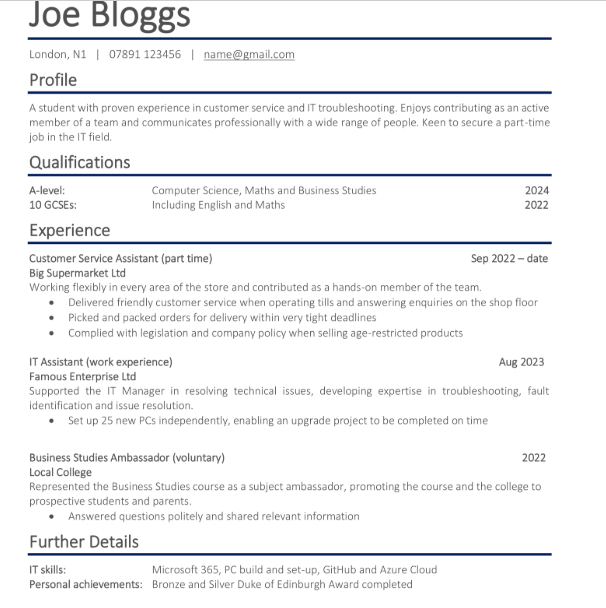 Joe Bloggs
London, N1 | 07891 123456 | name@gmail.com
Profile
A student with proven experience in customer service and IT troubleshooting. Enjoys contributing as an active
member of a team and communicates professionally with a wide range of people. Keen to secure a part-time
job in the IT field.
Qualifications
A-level: Computer Science, Maths and Business Studies 2024
10 GCSEs: Including English and Maths 2022
Experience
Customer Service Assistant (part time) Sep 2022 – date
Big Supermarket Ltd
Working flexibly in every area of the store and contributed as a hands-on member of the team.
• Delivered friendly customer service when operating tills and answering enquiries on the shop floor
• Picked and packed orders for delivery within very tight deadlines
• Complied with legislation and company policy when selling age-restricted products
IT Assistant (work experience) Aug 2023
Famous Enterprise Ltd
Supported the IT Manager in resolving technical issues, developing expertise in troubleshooting, fault
identification and issue resolution.
• Set up 25 new PCs independently, enabling an upgrade project to be completed on time
Business Studies Ambassador (voluntary) 2022
Local College
Represented the Business Studies course as a subject ambassador, promoting the course and the college to
prospective students and parents.
• Answered questions politely and shared relevant information
Further Details
IT skills: Microsoft 365, PC build and set-up, GitHub and Azure Cloud
Personal achievements: Bronze and Silver Duke of Edinburgh Award completed